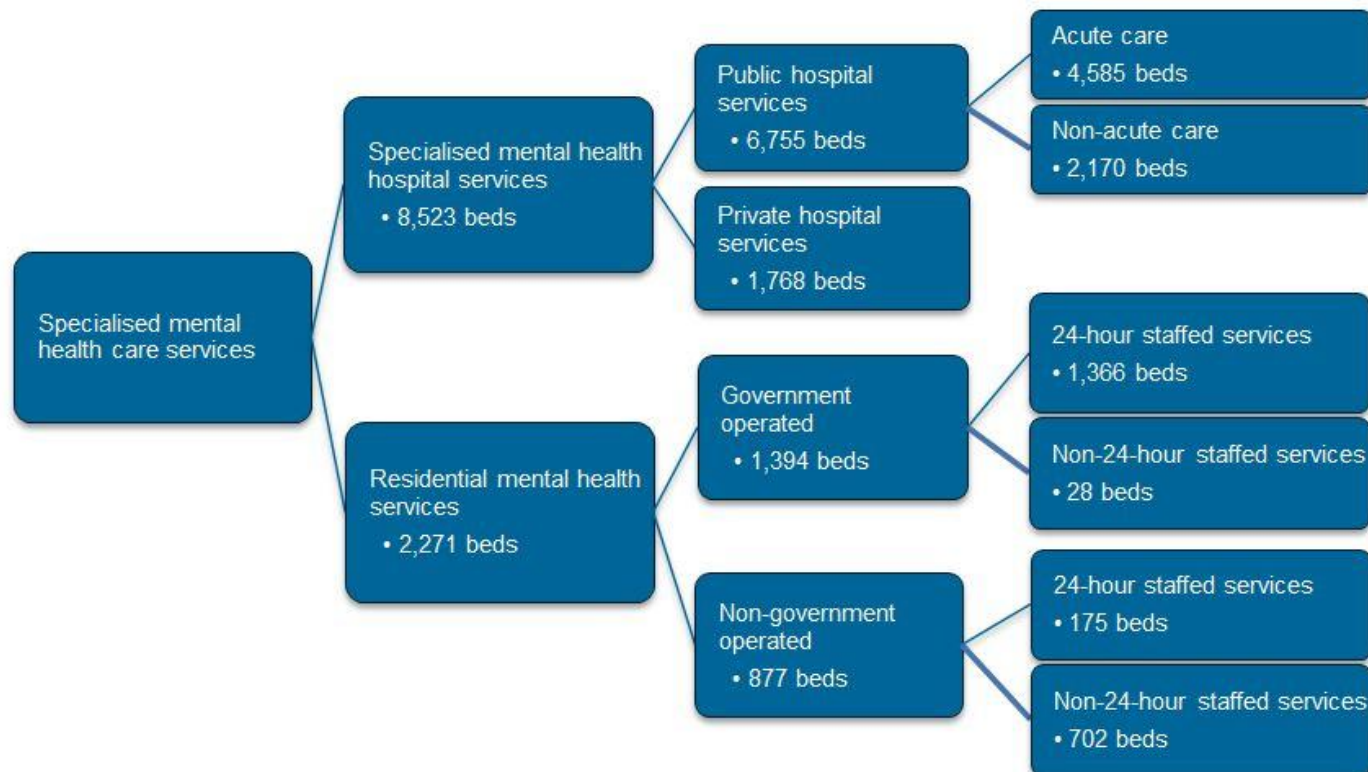 Specialised mental
health care services
Specialised mental health
hospital services
• 8,523 beds
Public hospital
services
• 6,755 beds
Acute care
• 4,585 beds
Non-acute care
• 2,170 beds
Private hospital
services
• 1,768 beds
Residential mental health
services
• 2,271 beds
Government
operated
• 1,394 beds
24-hour staffed services
• 1,366 beds
Non-24-hour staffed services
• 28 beds
Non-government
operated
• 877 beds
24-hour staffed services
• 175 beds
Non-24-hour staffed services
• 702 beds